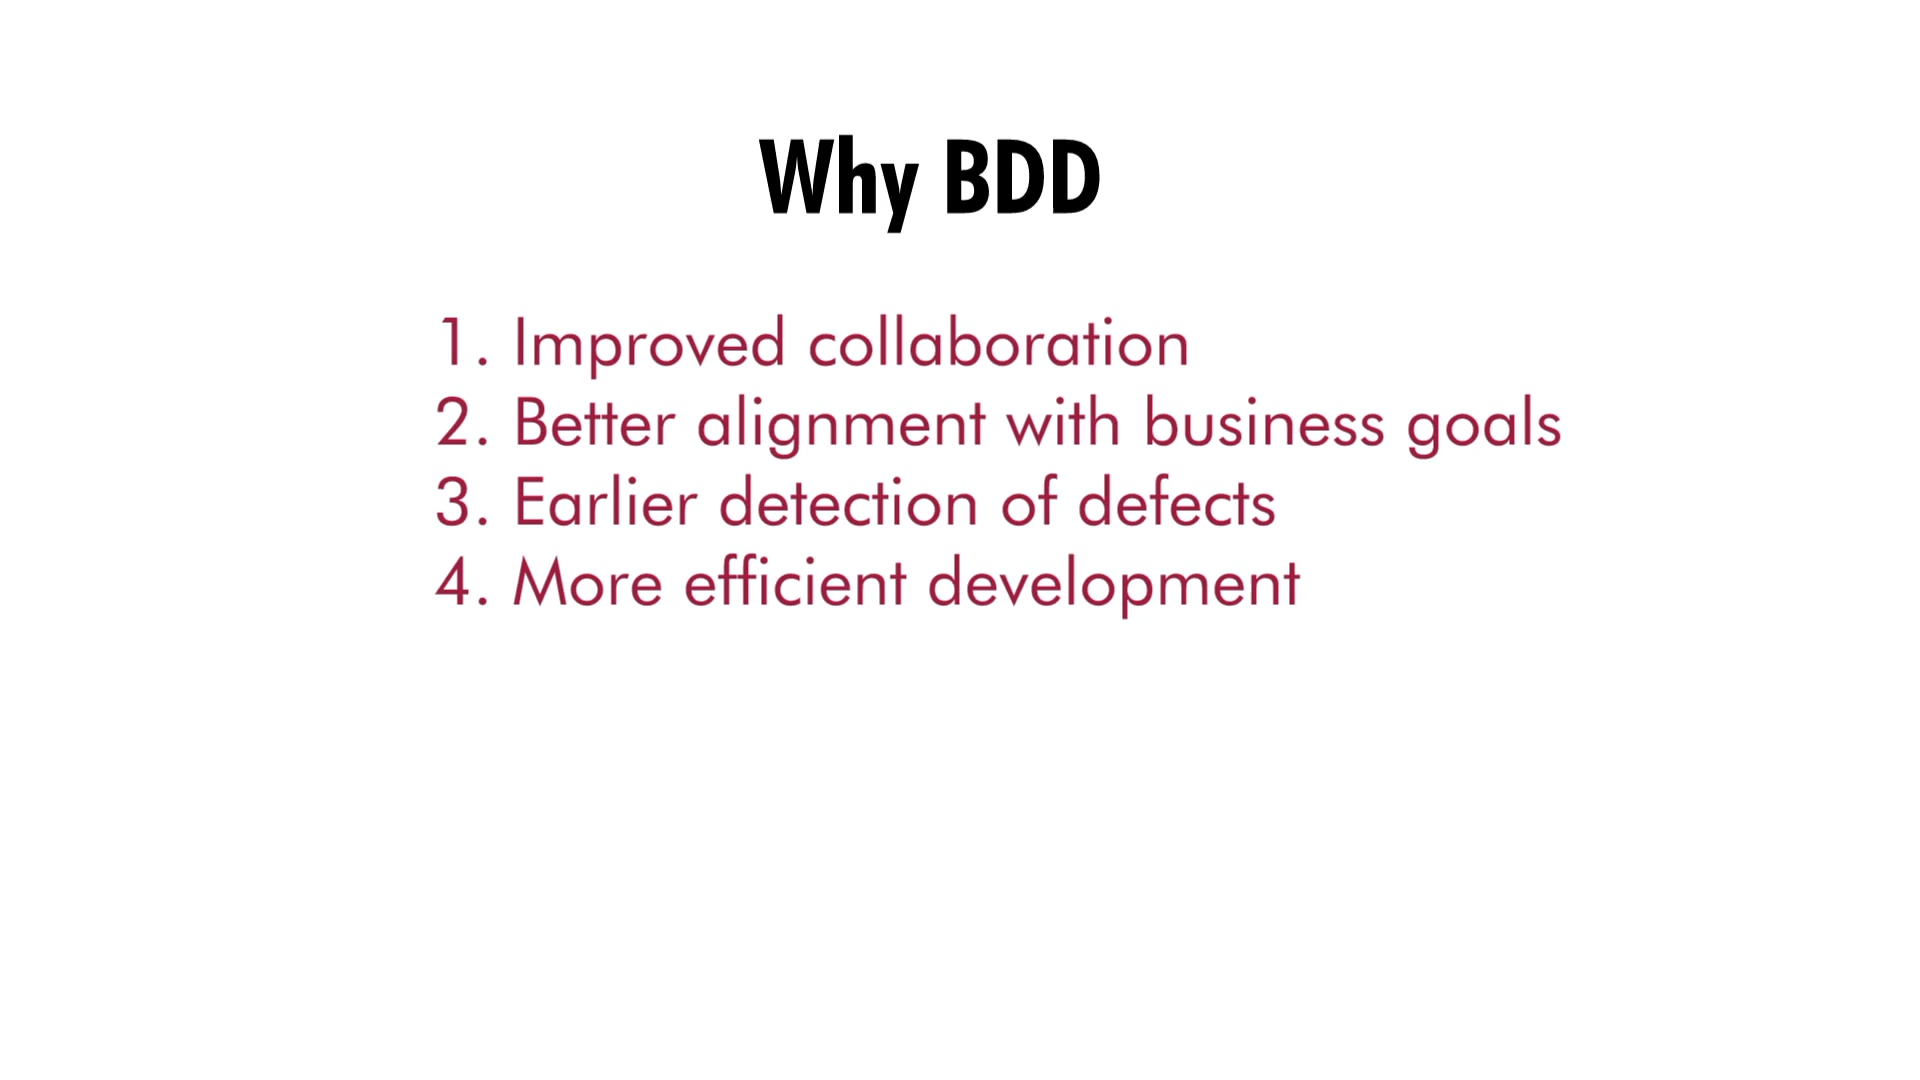 Why BDD
1. Improved collaboration
2. Better alignment with business goals
3. Earlier detection of defects
4. More efficient development